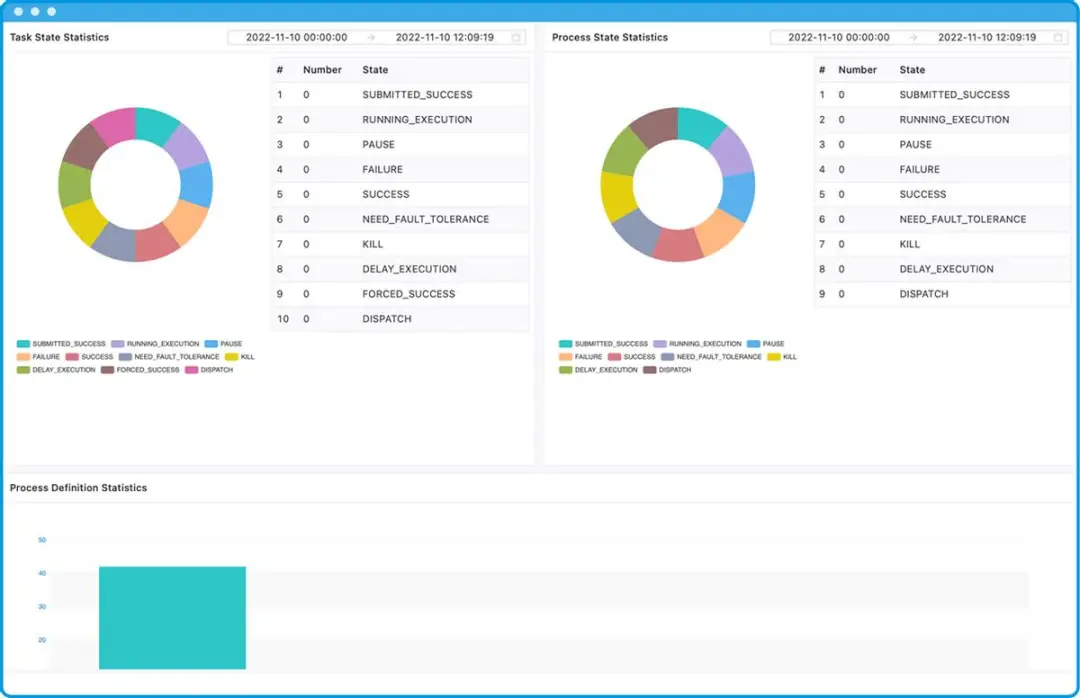 Task State Statistics
2022-11-10 00:00:00 → 2022-11-10 12:09:19
# Number State
1 0 SUBMITTED_SUCCESS
2 0 RUNNING_EXECUTION
3 0 PAUSE
4 0 FAILURE
5 0 SUCCESS
6 0 NEED_FAULT_TOLERANCE
7 0 KILL
8 0 DELAY_EXECUTION
9 0 FORCED_SUCCESS
10 0 DISPATCH
SUBMITTED_SUCCESS RUNNING_EXECUTION PAUSE
FAILURE SUCCESS NEED_FAULT_TOLERANCE KILL
DELAY_EXECUTION FORCED_SUCCESS DISPATCH
Process State Statistics
2022-11-10 00:00:00 → 2022-11-10 12:09:19
# Number State
1 0 SUBMITTED_SUCCESS
2 0 RUNNING_EXECUTION
3 0 PAUSE
4 0 FAILURE
5 0 SUCCESS
6 0 NEED_FAULT_TOLERANCE
7 0 KILL
8 0 DELAY_EXECUTION
9 0 DISPATCH
SUBMITTED_SUCCESS RUNNING_EXECUTION PAUSE
FAILURE SUCCESS NEED_FAULT_TOLERANCE KILL
DELAY_EXECUTION DISPATCH
Process Definition Statistics
50
40
30
20